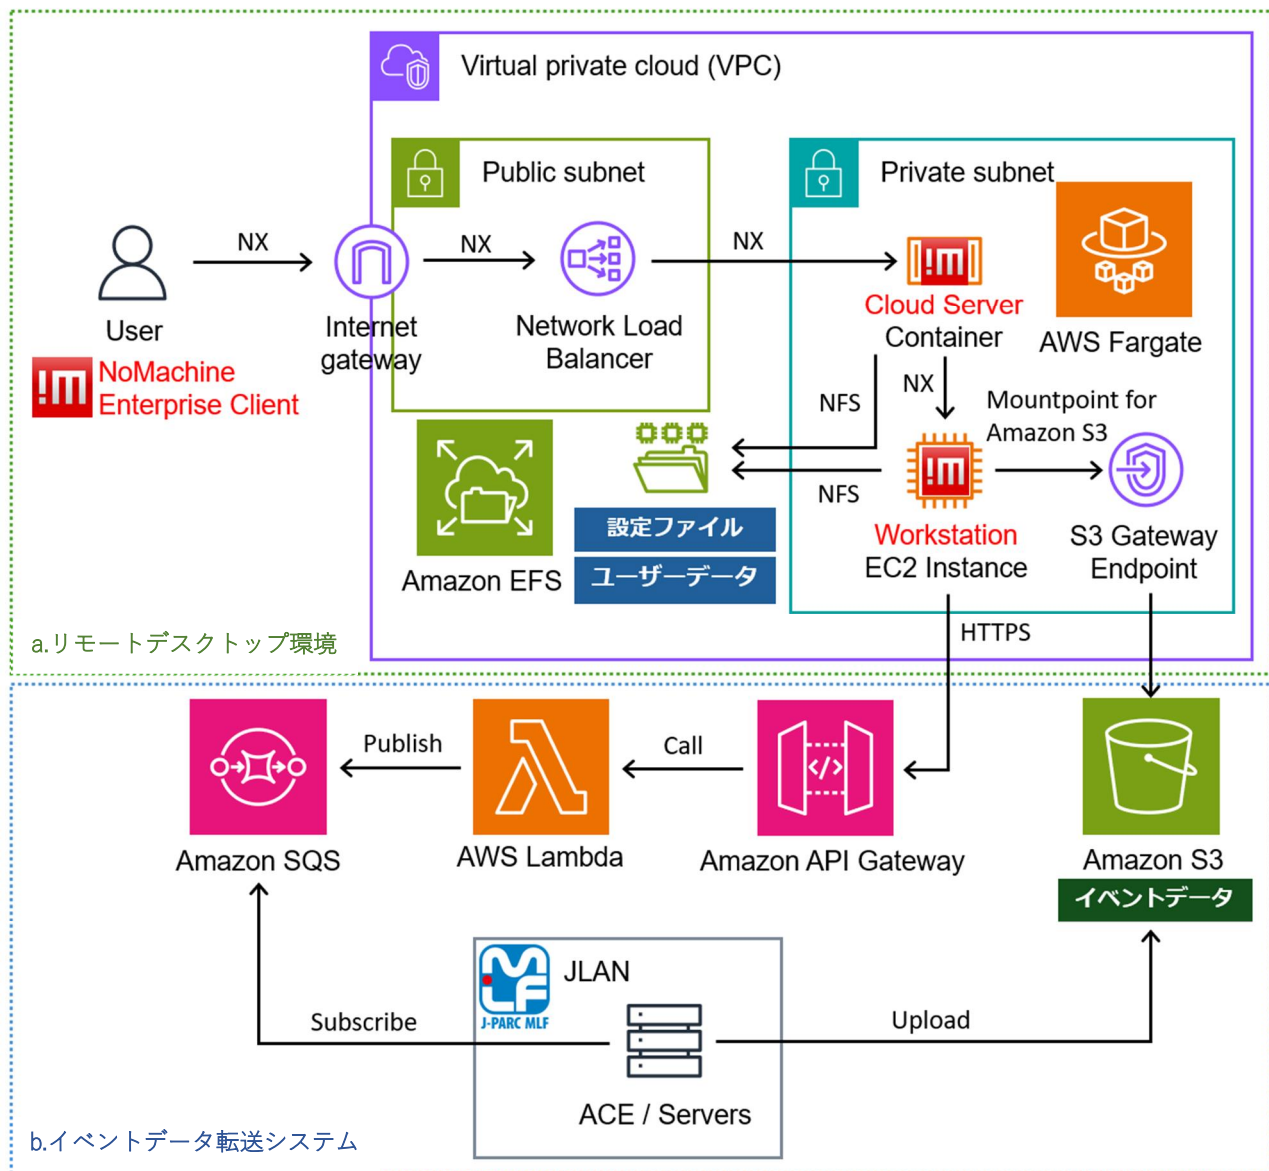 Virtual private cloud (VPC)
Public subnet
Private subnet
NX
NX
NX
User
Internet
gateway
Network Load
Balancer
Cloud Server
Container
AWS Fargate
!m
!m
NoMachine
Enterprise Client
NFS
NX
Mountpoint for
Amazon S3
!m
NFS
設定ファイル
ユーザーデータ
Amazon EFS
Workstation
EC2 Instance
S3 Gateway
Endpoint
HTTPS
a.リモートデスクトップ環境
Publish
Call
</>
Amazon SQS
AWS Lambda
Amazon API Gateway
Amazon S3
イベントデータ
MLF
J-PARC MLF
JLAN
Subscribe
Upload
ACE / Servers
b.イベントデータ転送システム